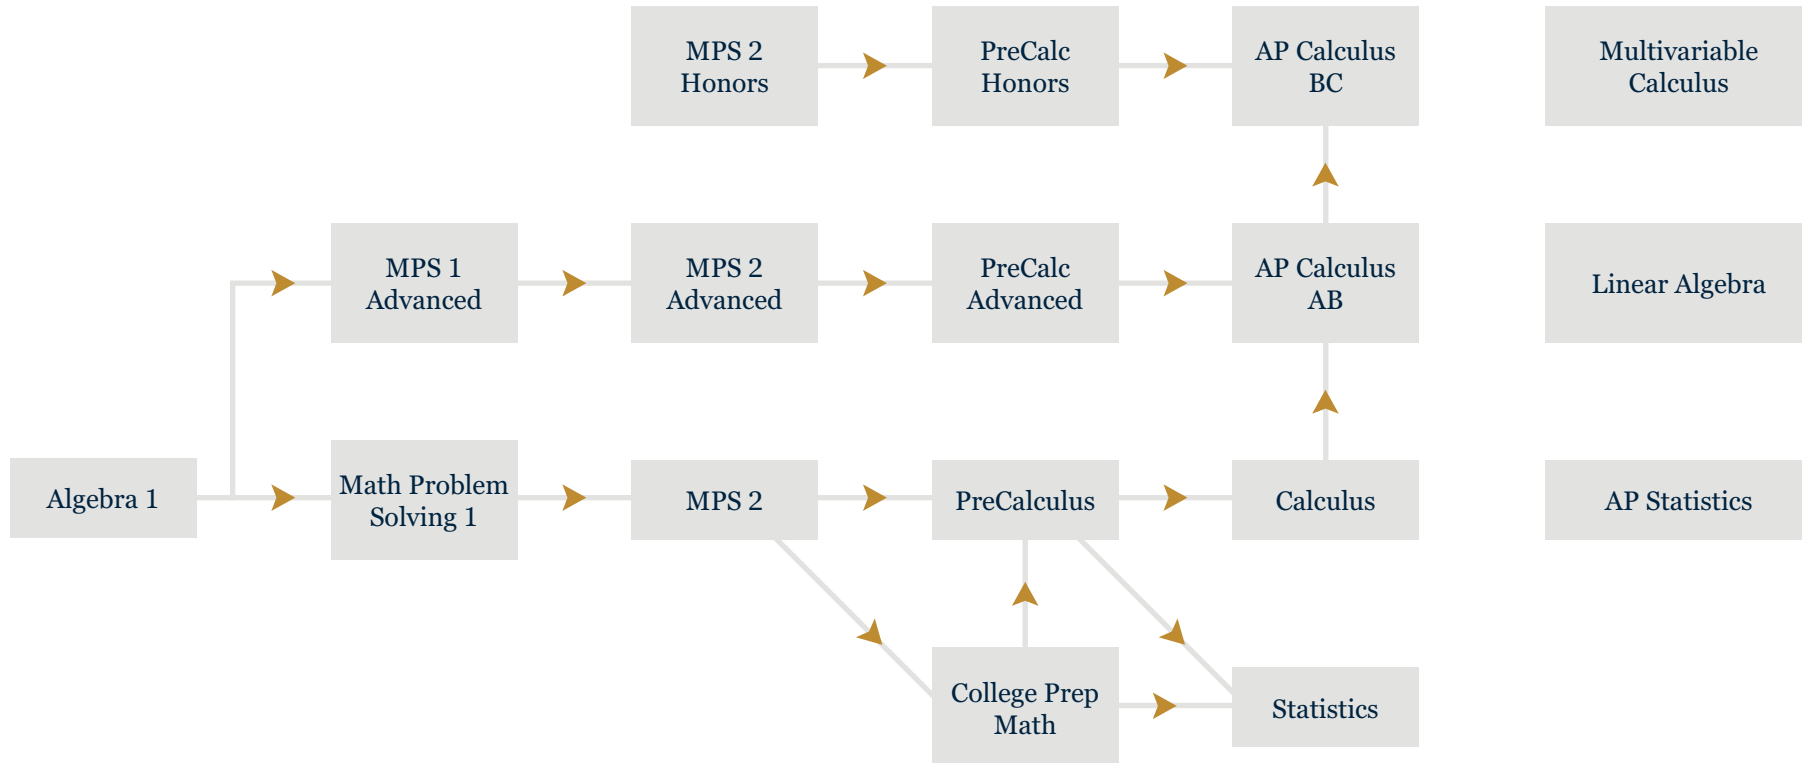 MPS 2
Honors
PreCalc
Honors
AP Calculus
BC
Multivariable
Calculus
MPS 1
Advanced
MPS 2
Advanced
PreCalc
Advanced
AP Calculus
AB
Linear Algebra
Algebra 1
Math Problem
Solving 1
MPS 2
PreCalculus
Calculus
AP Statistics
College Prep
Math
Statistics